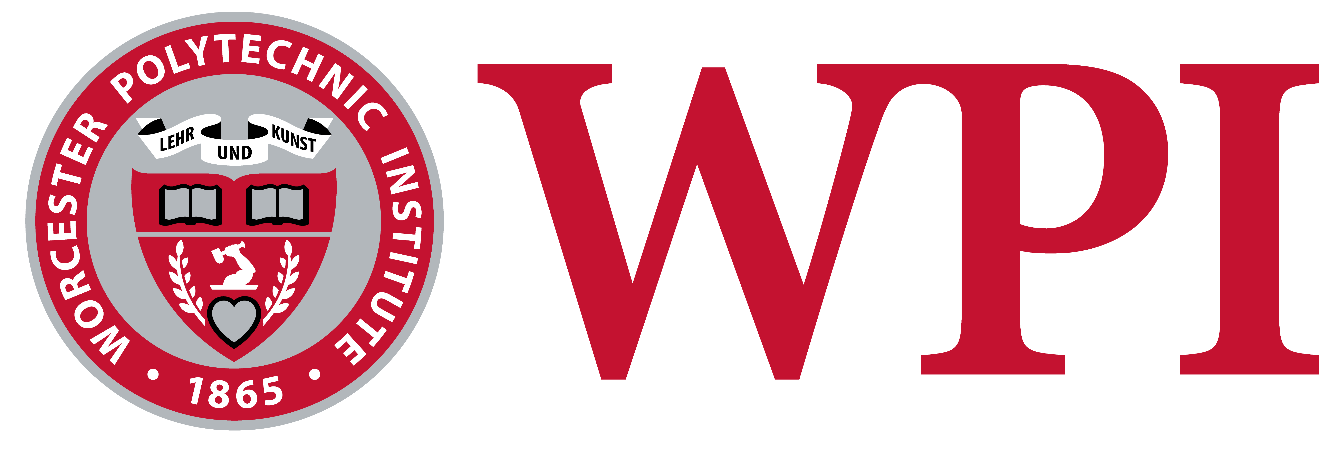 WORCESTER POLYTECHNIC INSTITUTE
LEHR UND KUNST
· 1865 ·
WPI